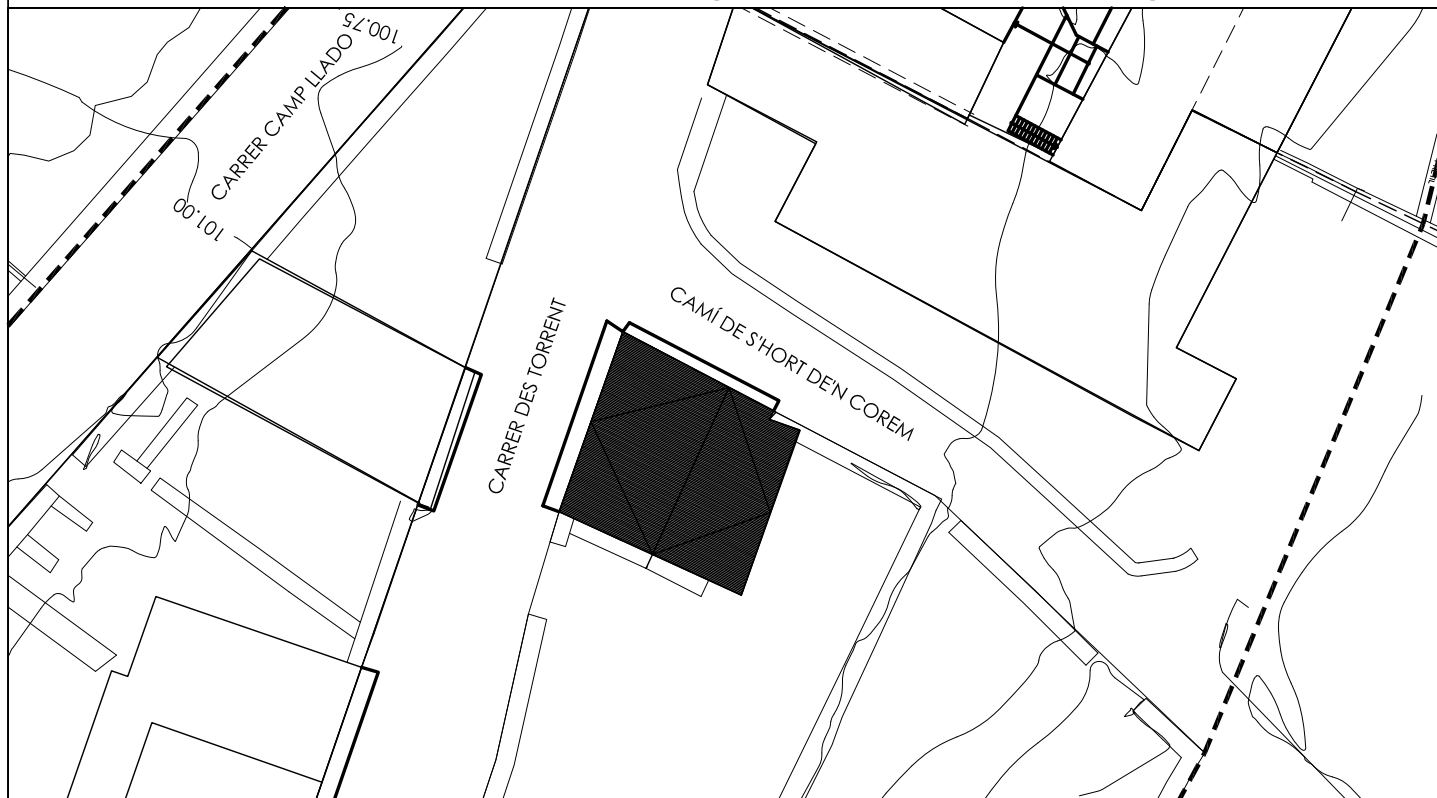 100.75
CARRER CAMP LLADO
101.00
CARRER DES TORRENT
CAMÍ DE S'HORT DE'N COREM